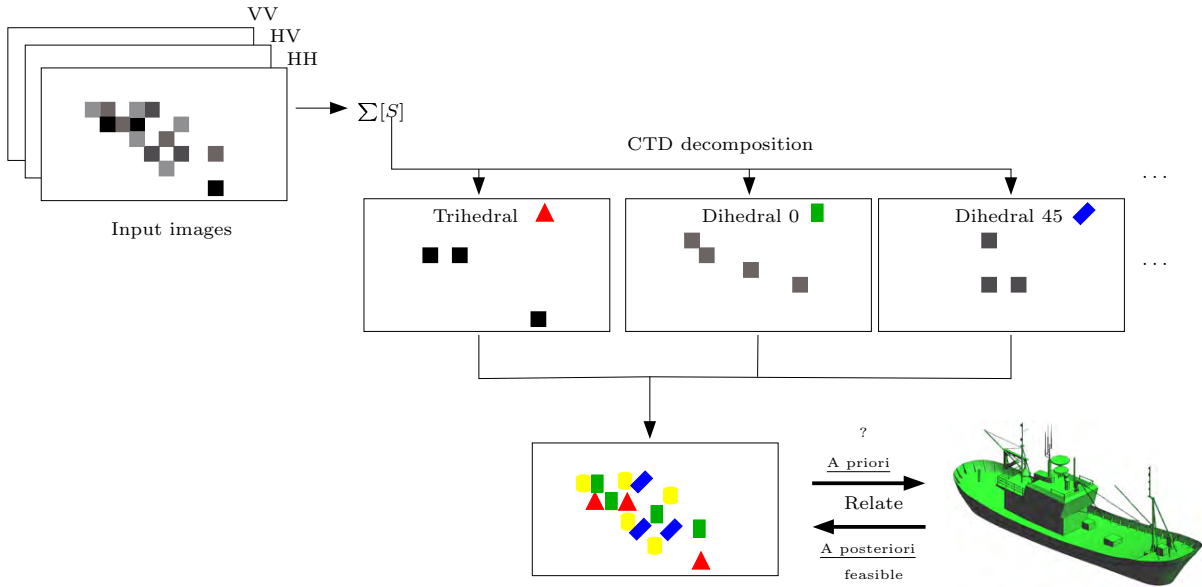 VV
HV
HH
∑[S]
CTD decomposition
. . .
Input images
Trihedral
Dihedral 0
Dihedral 45
. . .
?
A priori
Relate
A posteriori
feasible